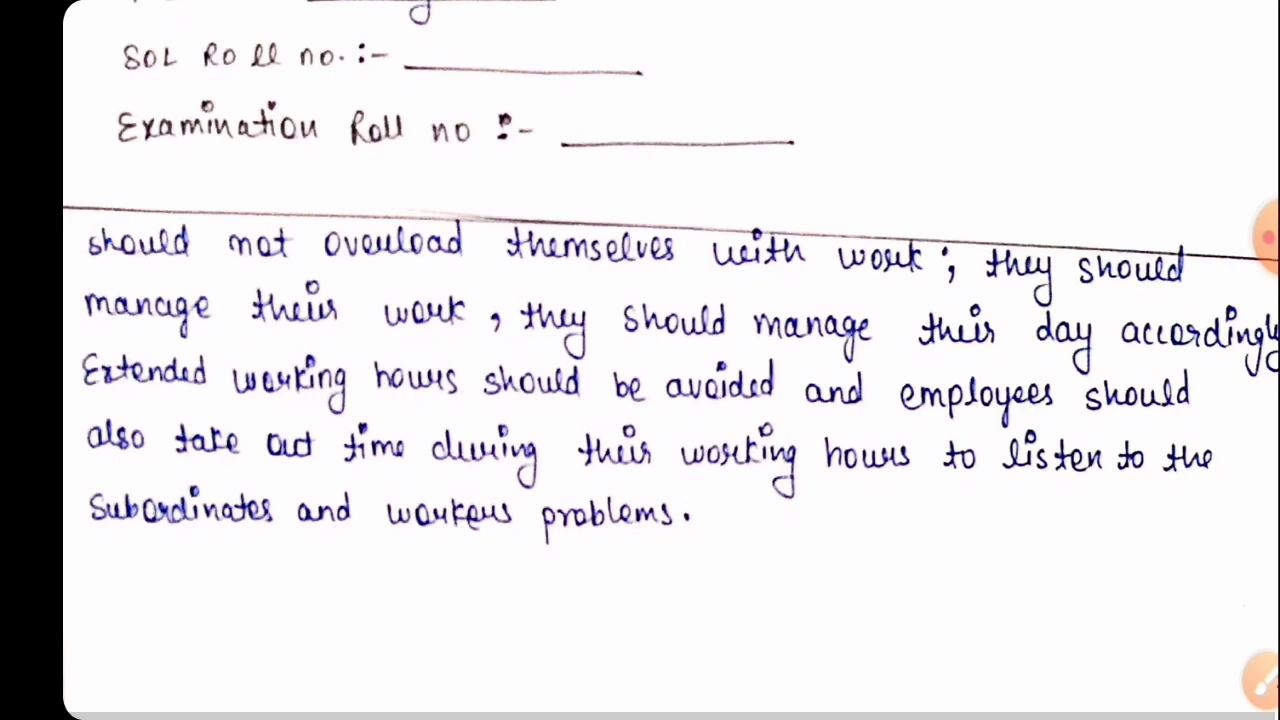 SOL Roll no. :-
Examination Roll no :-
should not overload themselves with work ; they should
manage their work , they should manage their day accordingly
Extended working hours should be avoided and employees should
also take out time during their working hours to listen to the
Subordinates and workers problems.